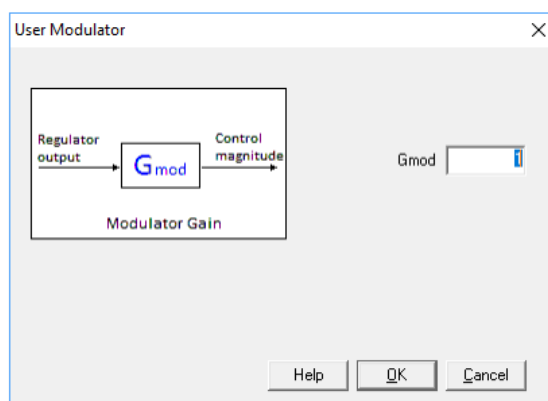 User Modulator
Regulator
output
Gmod
Control
magnitude
Modulator Gain
Gmod 1
Help OK Cancel